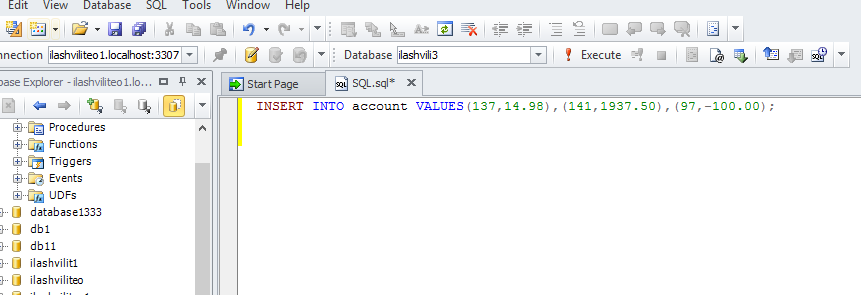 Edit View Database SQL Tools Window Help
nnection ilashviliteo1.localhost:3307 Database ilashvili3 Execute
base Explorer - ilashviliteo1.lo... Start Page SQL.sql*
INSERT INTO account VALUES(137,14.98),(141,1937.50),(97,-100.00);
Procedures
Functions
Triggers
Events
UDFs
database1333
db1
db11
ilashvilit1
ilashviliteo